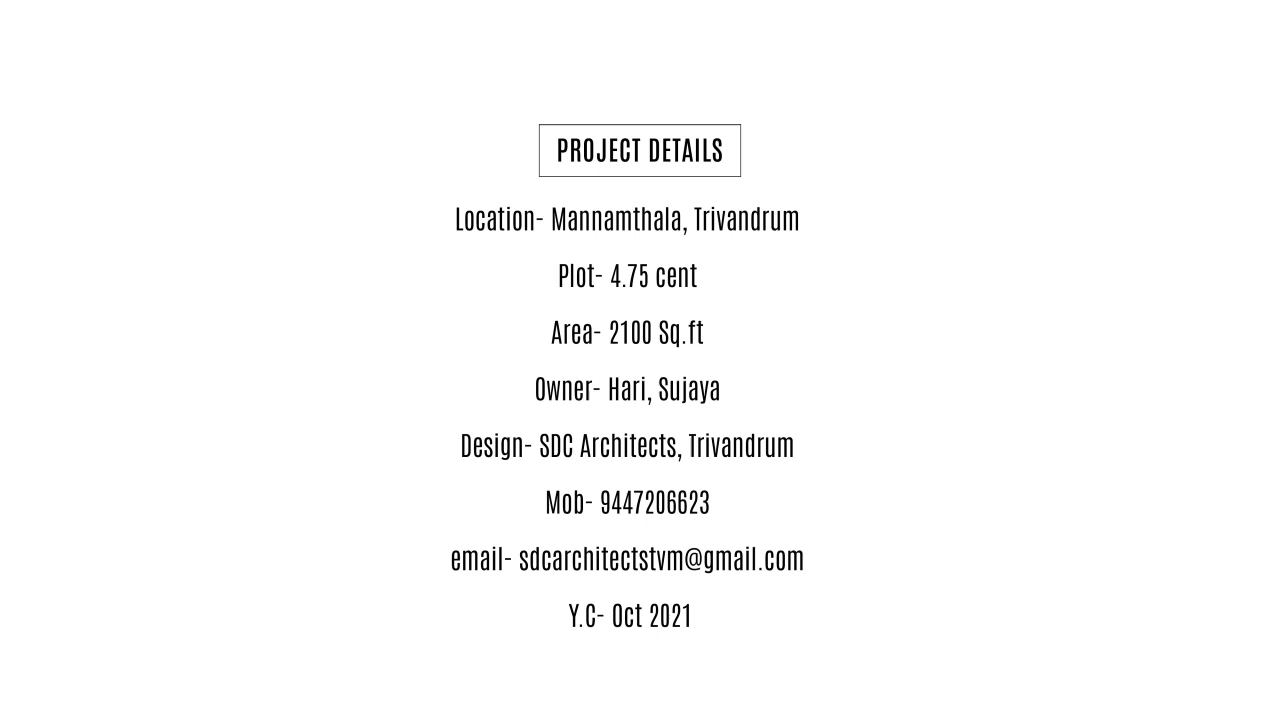 PROJECT DETAILS
Location- Mannamthala, Trivandrum
Plot- 4.75 cent
Area- 2100 Sq.ft
Owner- Hari, Sujaya
Design- SDC Architects, Trivandrum
Mob- 9447206623
email- sdcarchitectstvm@gmail.com
Y.C- Oct 2021